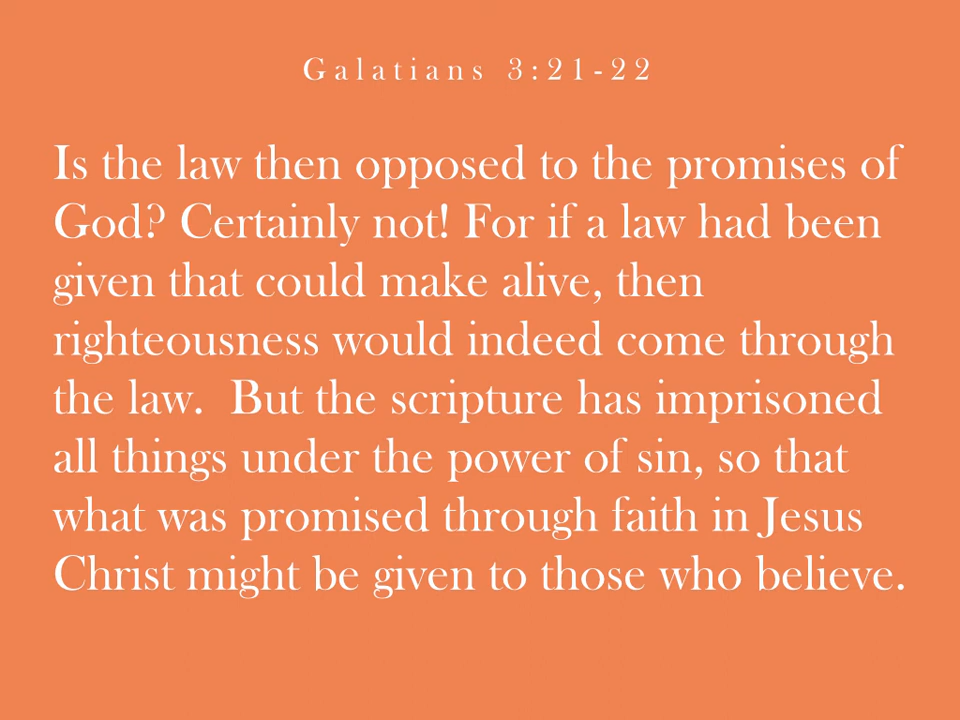 Galatians 3:21-22
Is the law then opposed to the promises of
God? Certainly not! For if a law had been
given that could make alive, then
righteousness would indeed come through
the law.  But the scripture has imprisoned
all things under the power of sin, so that
what was promised through faith in Jesus
Christ might be given to those who believe.